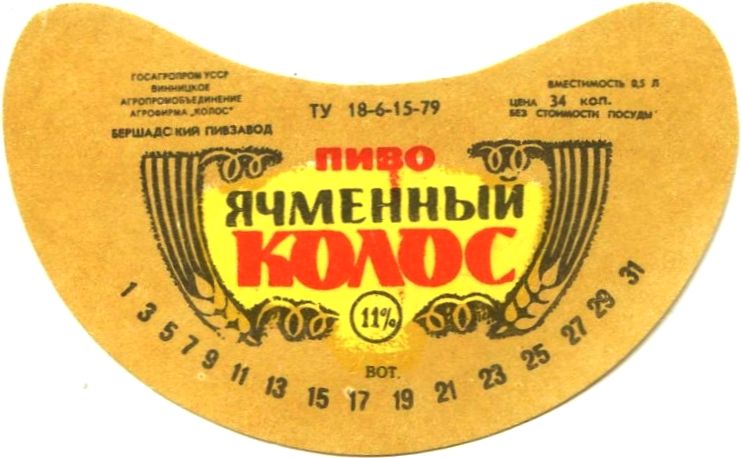 ГОСАГРОПРОМ УССР
ВИННИЦКОЕ
АГРОПРОМОБЪЕДИНЕНИЕ
АГРОФИРМА „КОЛОС"
БЕРШАДСКИЙ ПИВЗАВОД
ТУ 18-6-15-79
ВМЕСТИМОСТЬ 0,5 Л
ЦЕНА 34 КОП.
БЕЗ СТОИМОСТИ ПОСУДЫ
ПИВО
ЯЧМЕННЫЙ
КОЛОС
11%
ВОТ.
1 3 5 7 9 11 13 15 17 19 21 23 25 27 29 31